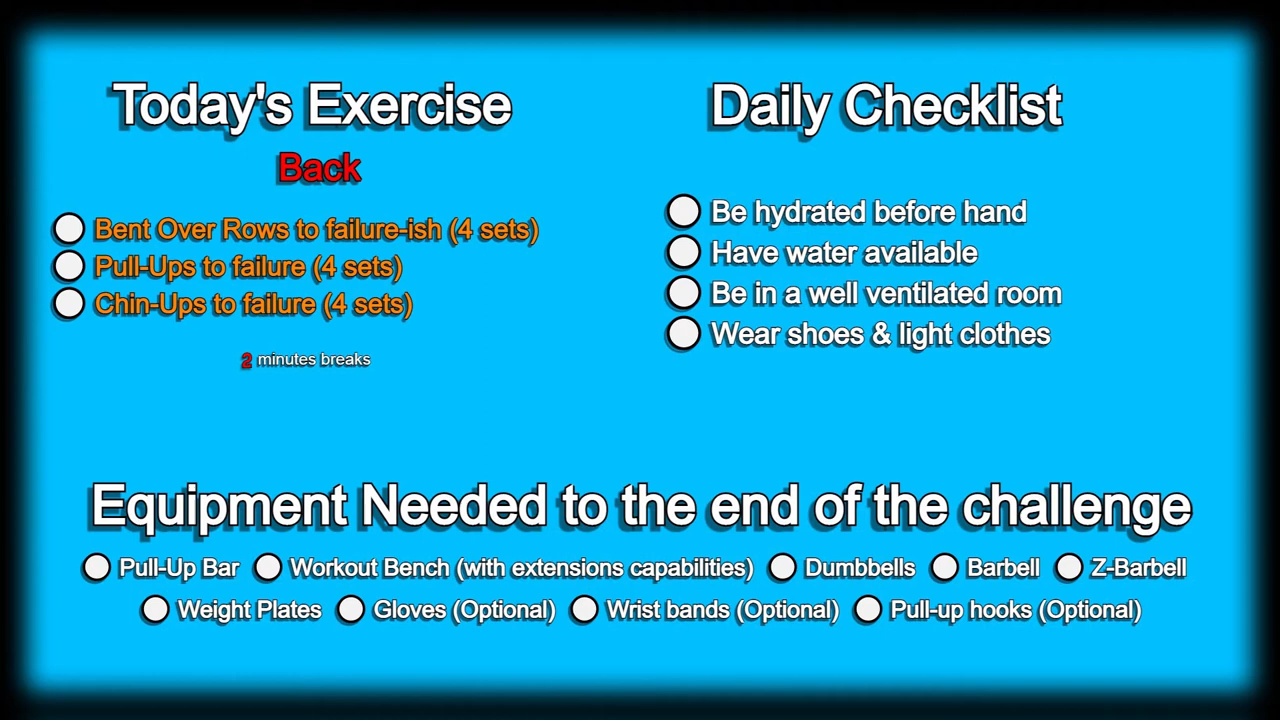 Today's Exercise
Back
Bent Over Rows to failure-ish (4 sets)
Pull-Ups to failure (4 sets)
Chin-Ups to failure (4 sets)
2 minutes breaks
Daily Checklist
Be hydrated before hand
Have water available
Be in a well ventilated room
Wear shoes & light clothes
Equipment Needed to the end of the challenge
Pull-Up Bar Workout Bench (with extensions capabilities) Dumbbells Barbell Z-Barbell
Weight Plates Gloves (Optional) Wrist bands (Optional) Pull-up hooks (Optional)